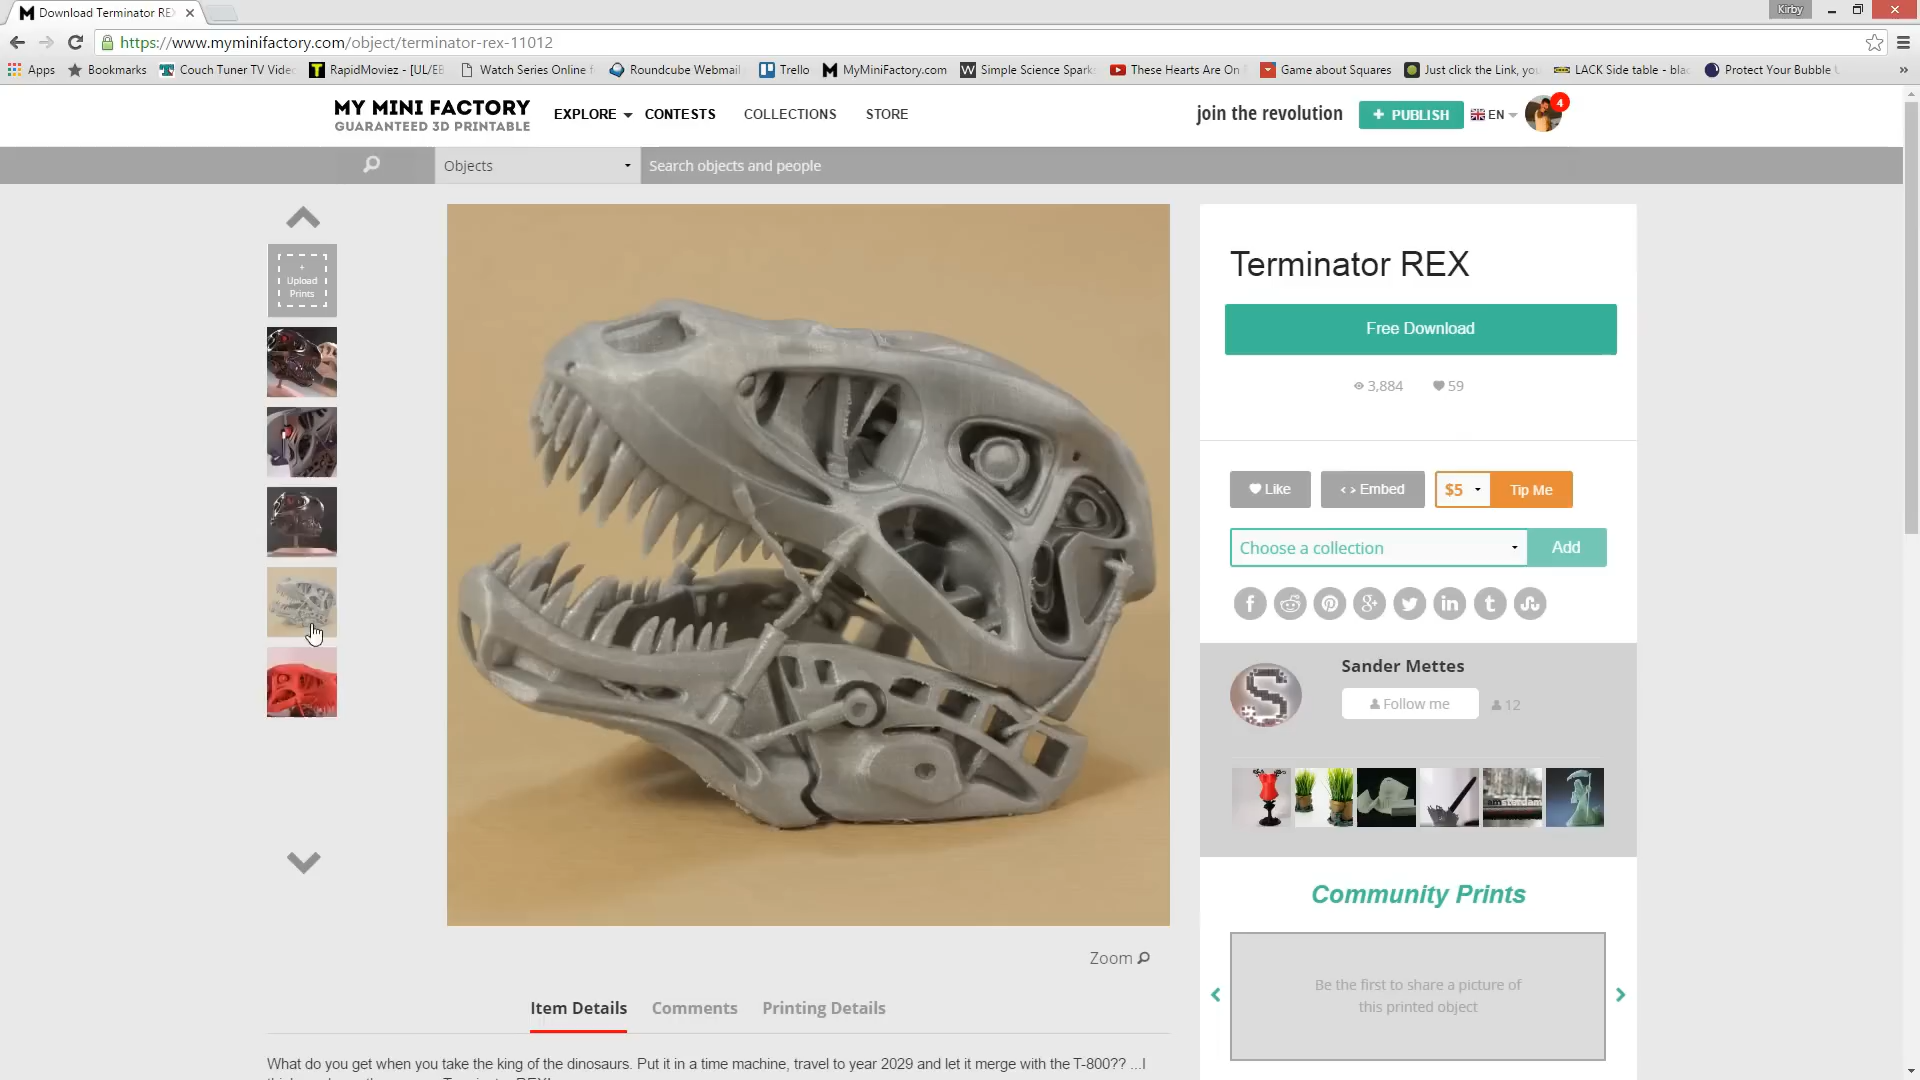 Download Terminator RE
Kirby
https://www.myminifactory.com/object/terminator-rex-11012
Apps
Bookmarks
Couch Tuner TV Vide
RapidMoviez - [UL/EB
Watch Series Online f
Roundcube Webmail
Trello
MyMiniFactory.com
Simple Science Spark
These Hearts Are On
Game about Squares
Just click the Link, yo
LACK Side table - bla
Protect Your Bubble
MY MINI FACTORY
GUARANTEED 3D PRINTABLE
EXPLORE
CONTESTS
COLLECTIONS
STORE
join the revolution
+ PUBLISH
EN
4
Objects
Search objects and people
+
Upload
Prints
Terminator REX
Free Download
3,884
59
Like
< > Embed
$5
Tip Me
Choose a collection
Add
Sander Mettes
Follow me
12
Community Prints
Be the first to share a picture of
this printed object
Zoom
Item Details
Comments
Printing Details
What do you get when you take the king of the dinosaurs. Put it in a time machine, travel to year 2029 and let it merge with the T-800?? ...I